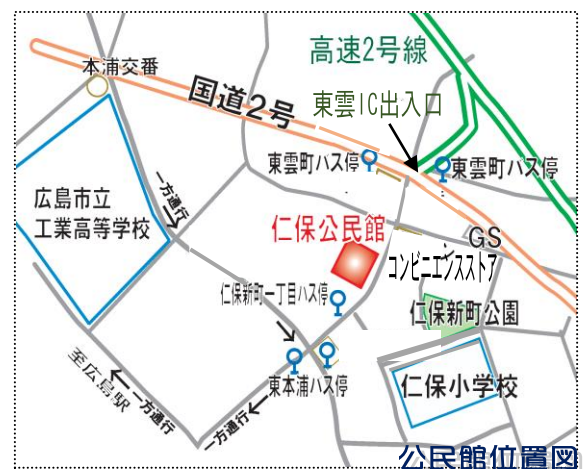 高速2号線
本浦交番
国道2号
東雲IC出入口
東雲町バス停
東雲町バス停
広島市立
工業高等学校
一方通行
仁保公民館
GS
コンビニエンスストア
仁保新町一丁目バス停
仁保新町公園
東本浦バス停
仁保小学校
至広島駅
一方通行
一方通行
公民館位置図